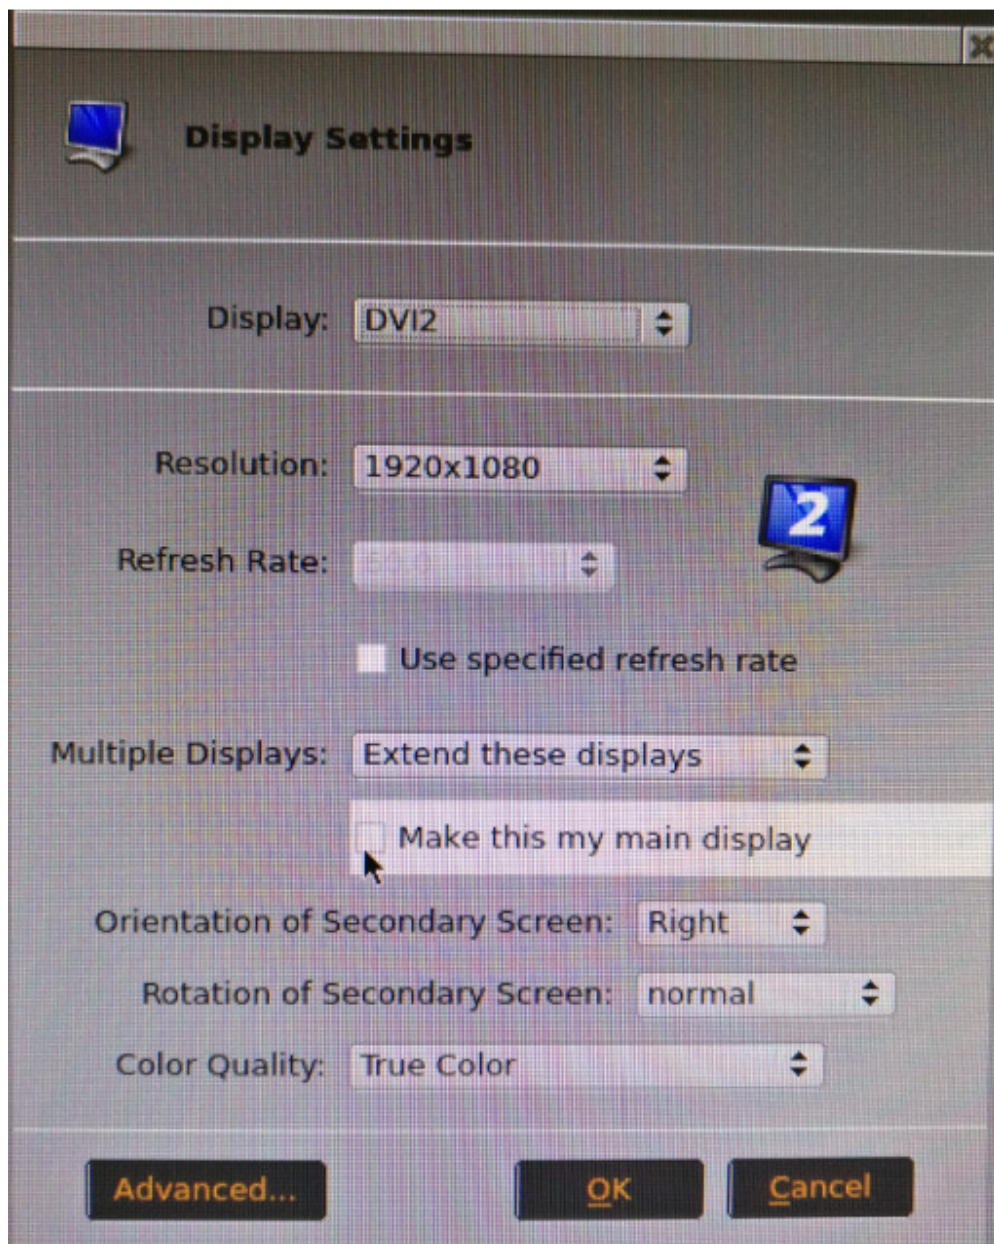 Display Settings
Display: DVI2
Resolution: 1920x1080
2
Refresh Rate:
Use specified refresh rate
Multiple Displays: Extend these displays
Make this my main display
Orientation of Secondary Screen: Right
Rotation of Secondary Screen: normal
Color Quality: True Color
Advanced... OK Cancel